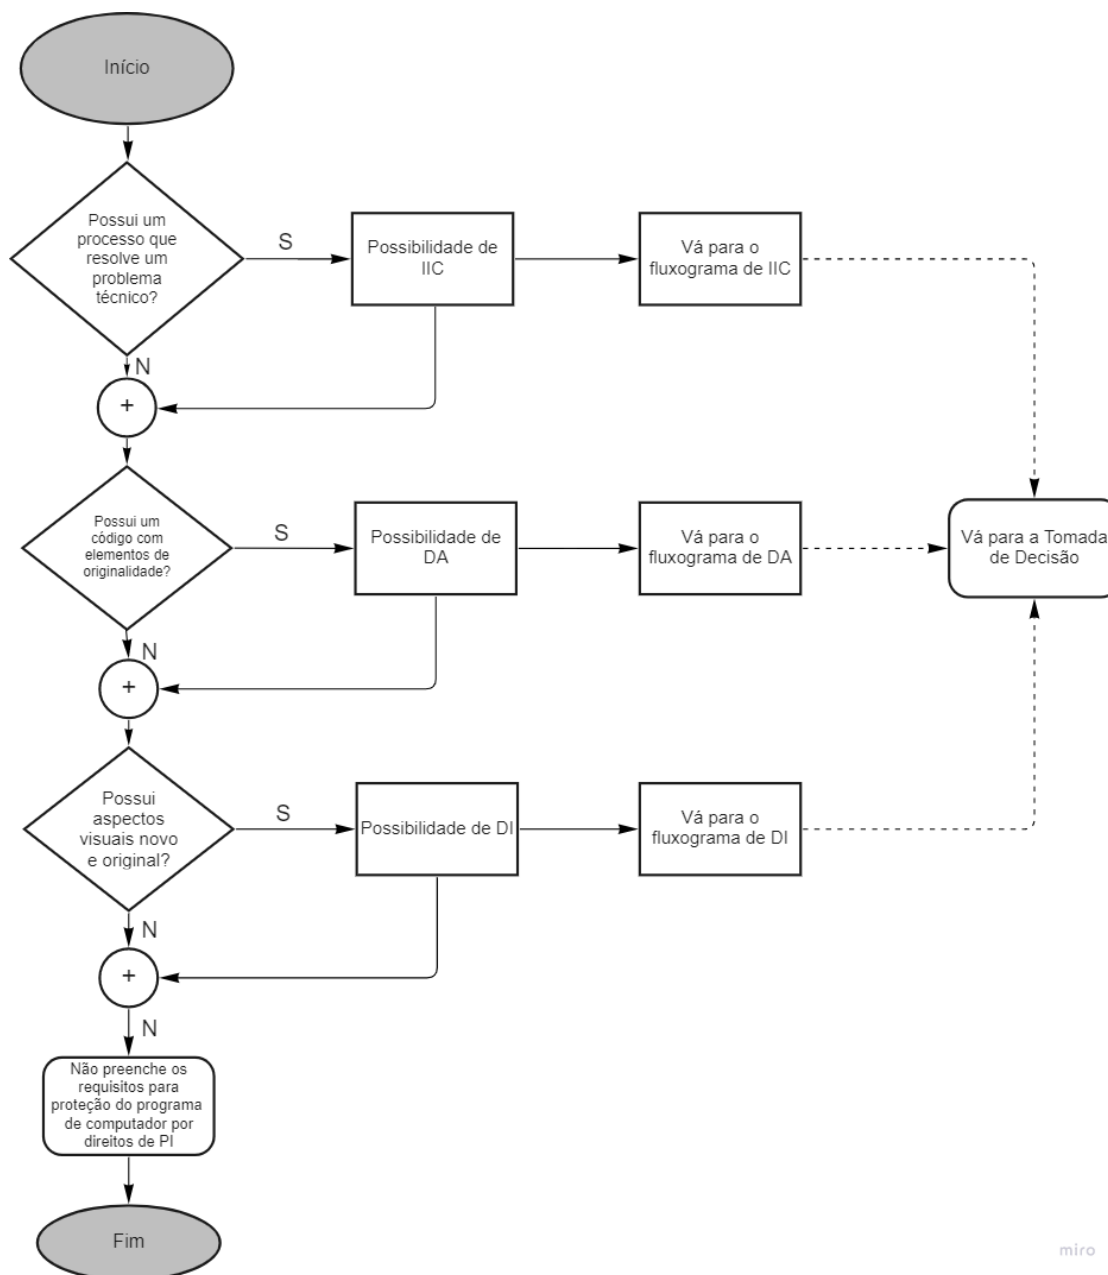 Início
Possui um
processo que
resolve um
problema
técnico?
S
Possibilidade de
IIC
Vá para o
fluxograma de IIC
N
+
Possui um
código com
elementos de
originalidade?
S
Possibilidade de
DA
Vá para o
fluxograma de DA
Vá para a Tomada
de Decisão
N
+
Possui
aspectos
visuais novo
e original?
S
Possibilidade de DI
Vá para o
fluxograma de DI
N
+
N
Não preenche os
requisitos para
proteção do programa
de computador por
direitos de PI
Fim
miro